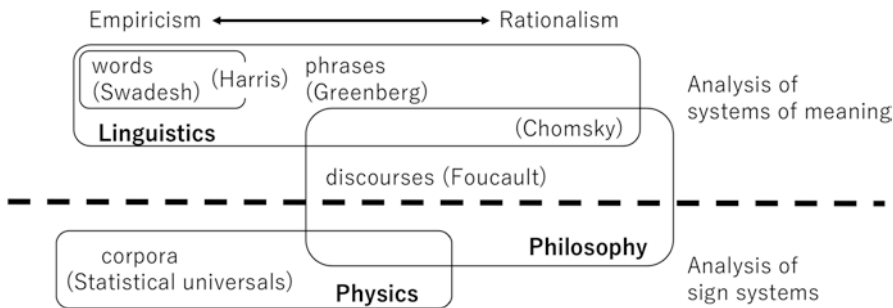 Empiricism
Rationalism
words
(Swadesh)
(Harris)
phrases
(Greenberg)
Linguistics
(Chomsky)
Analysis of
systems of meaning
discourses (Foucault)
Philosophy
corpora
(Statistical universals)
Physics
Analysis of
sign systems